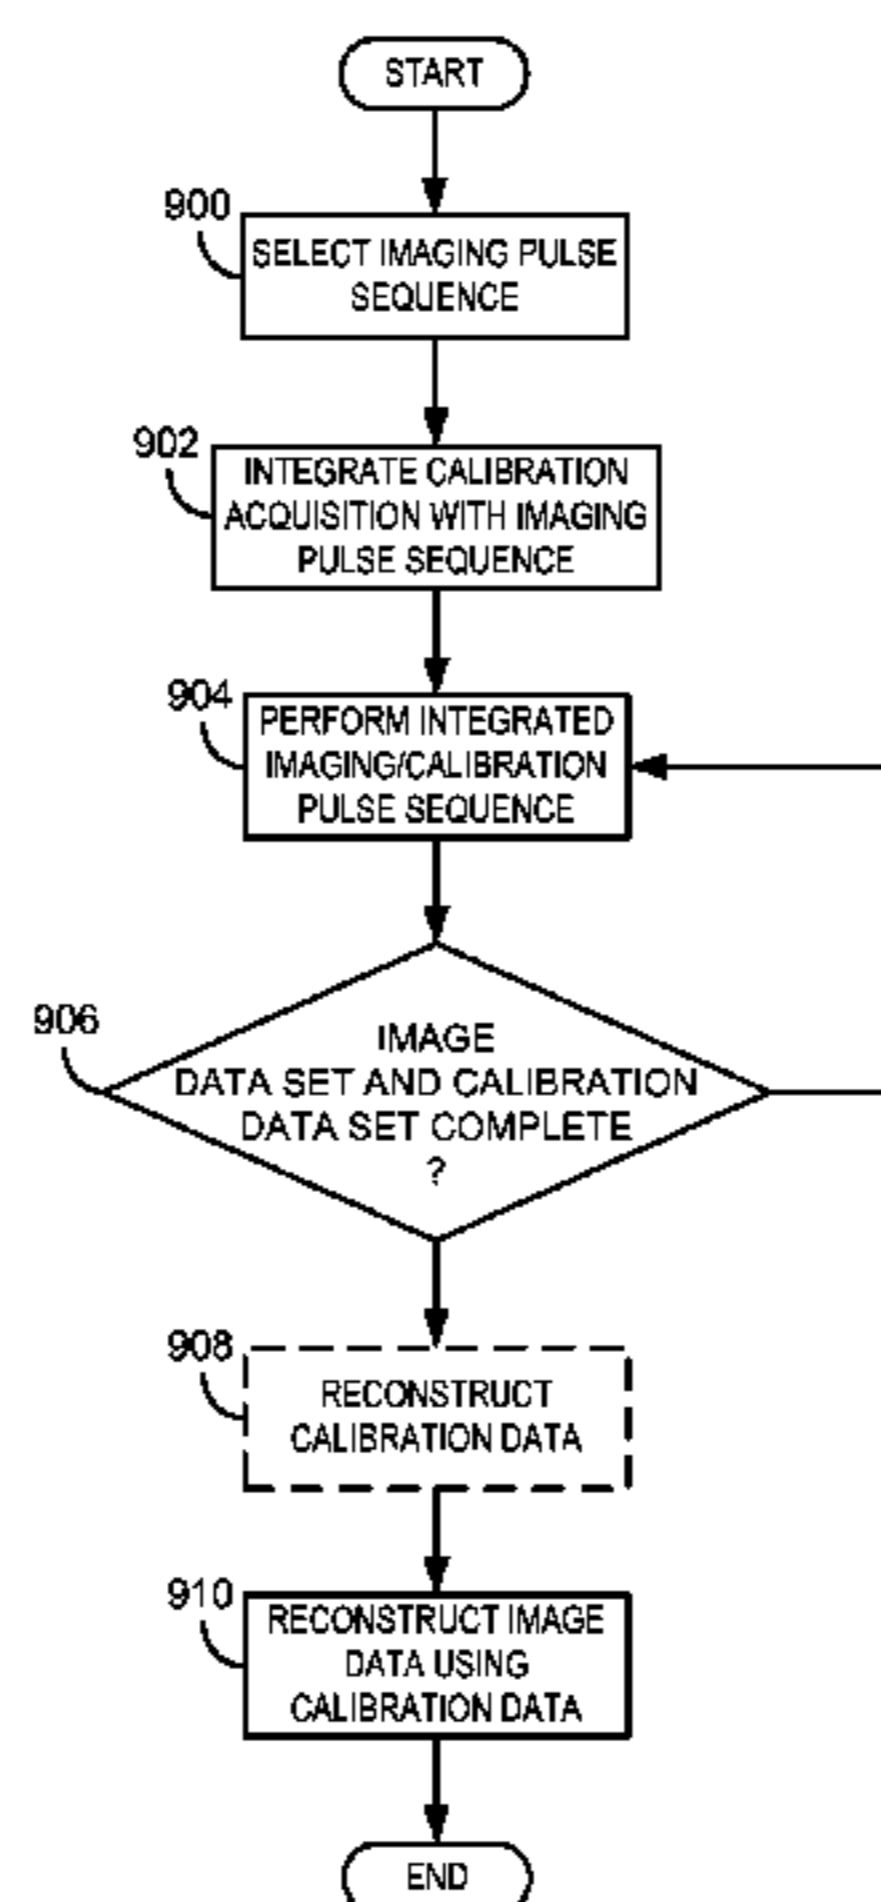 START
900
SELECT IMAGING PULSE
SEQUENCE
902
INTEGRATE CALIBRATION
ACQUISITION WITH IMAGING
PULSE SEQUENCE
904
PERFORM INTEGRATED
IMAGING/CALIBRATION
PULSE SEQUENCE
906
IMAGE
DATA SET AND CALIBRATION
DATA SET COMPLETE
?
908
RECONSTRUCT
CALIBRATION DATA
910
RECONSTRUCT IMAGE
DATA USING
CALIBRATION DATA
END